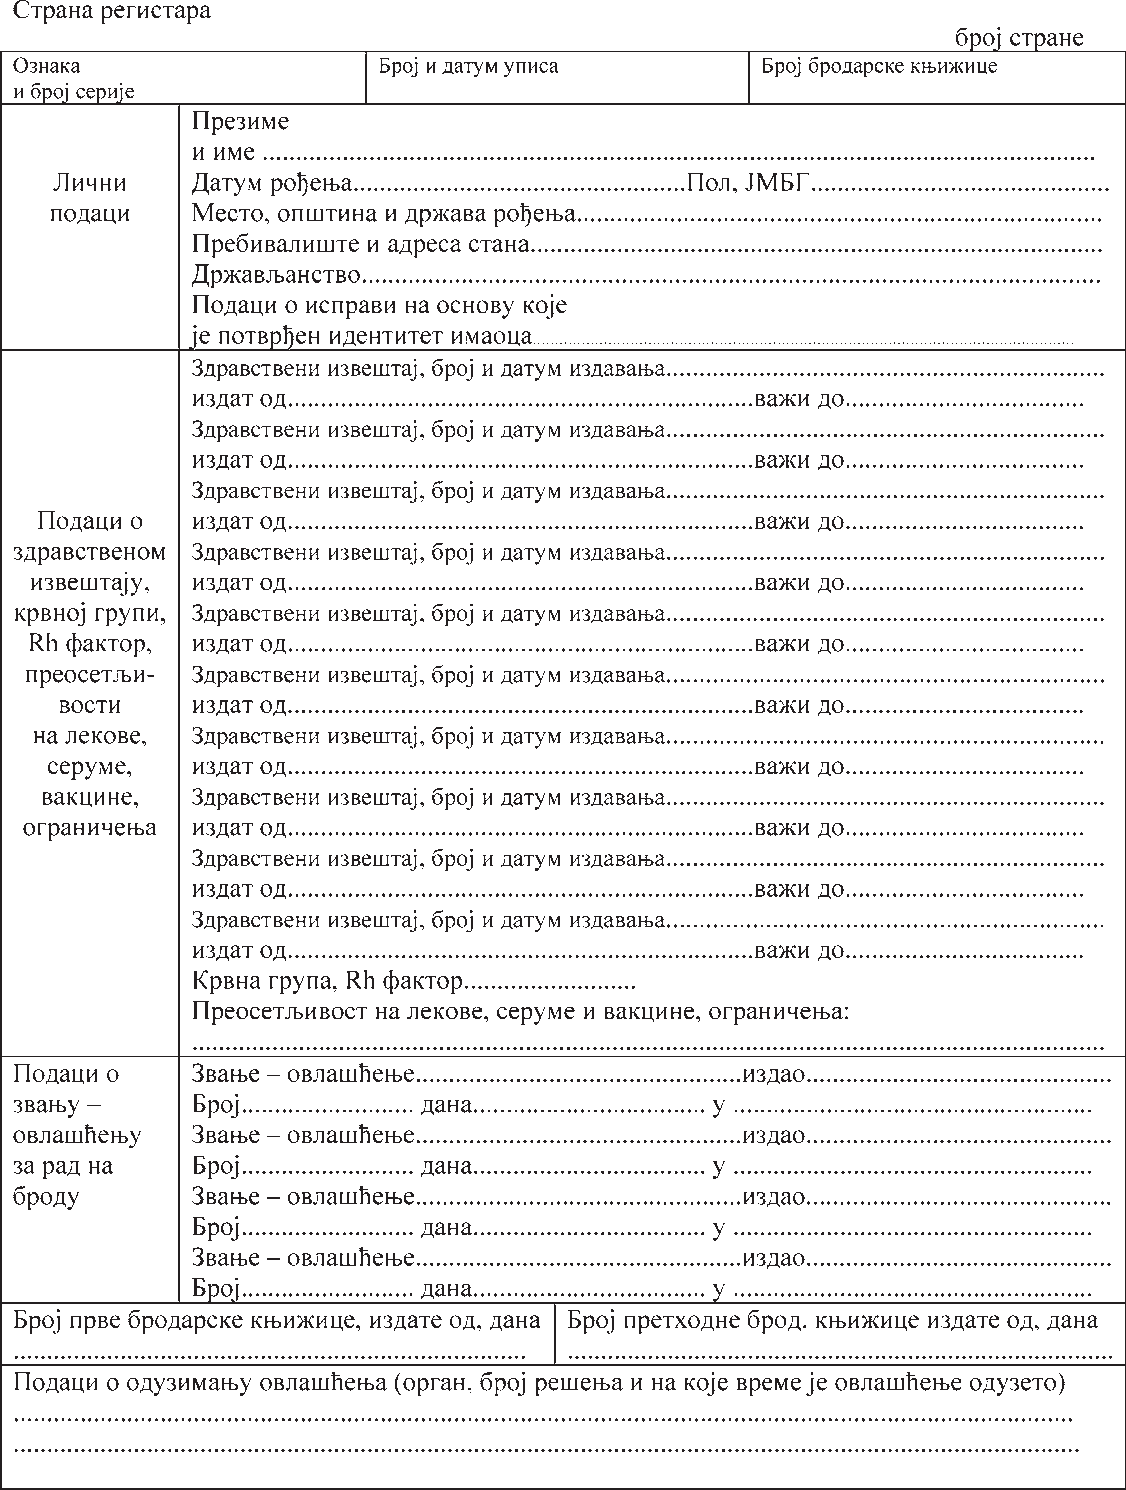 Страна регистара
број стране
Ознака
и број серије
Број и датум уписа
Број бродарске књижице
Лични
подаци
Презиме
и име ........................................
Датум рођења....................Пол, ЈМБГ....................
Место, општина и држава рођења....................
Пребивалиште и адреса стана....................
Држављанство....................
Подаци о исправи на основу које
је потврђен идентитет имаоца....................
Подаци о
здравственом
извештају,
крвној групи,
Rh фактор,
преосетљи-
вости
на лекове,
серуме,
вакцине,
ограничења
Здравствени извештај, број и датум издавања....................
издат од....................важи до....................
Здравствени извештај, број и датум издавања....................
издат од....................важи до....................
Здравствени извештај, број и датум издавања....................
издат од....................важи до....................
Здравствени извештај, број и датум издавања....................
издат од....................важи до....................
Здравствени извештај, број и датум издавања....................
издат од....................важи до....................
Здравствени извештај, број и датум издавања....................
издат од....................важи до....................
Здравствени извештај, број и датум издавања....................
издат од....................важи до....................
Здравствени извештај, број и датум издавања....................
издат од....................важи до....................
Здравствени извештај, број и датум издавања....................
издат од....................важи до....................
Здравствени извештај, број и датум издавања....................
издат од....................важи до....................
Крвна група, Rh фактор....................
Преосетљивост на лекове, серуме и вакцине, ограничења:
........................................
Подаци о
звању –
овлашћењу
за рад на
броду
Звање – овлашћење....................издао....................
Број.................... дана.................... у ....................
Звање – овлашћење....................издао....................
Број.................... дана.................... у ....................
Звање – овлашћење....................издао....................
Број.................... дана.................... у ....................
Звање – овлашћење....................издао....................
Број.................... дана.................... у ....................
Број прве бродарске књижице, издате од, дана
........................................
Број претходне брод. књижице издате од, дана
........................................
Подаци о одузимању овлашћења (орган, број решења и на које време је овлашћење одузето)
........................................
........................................